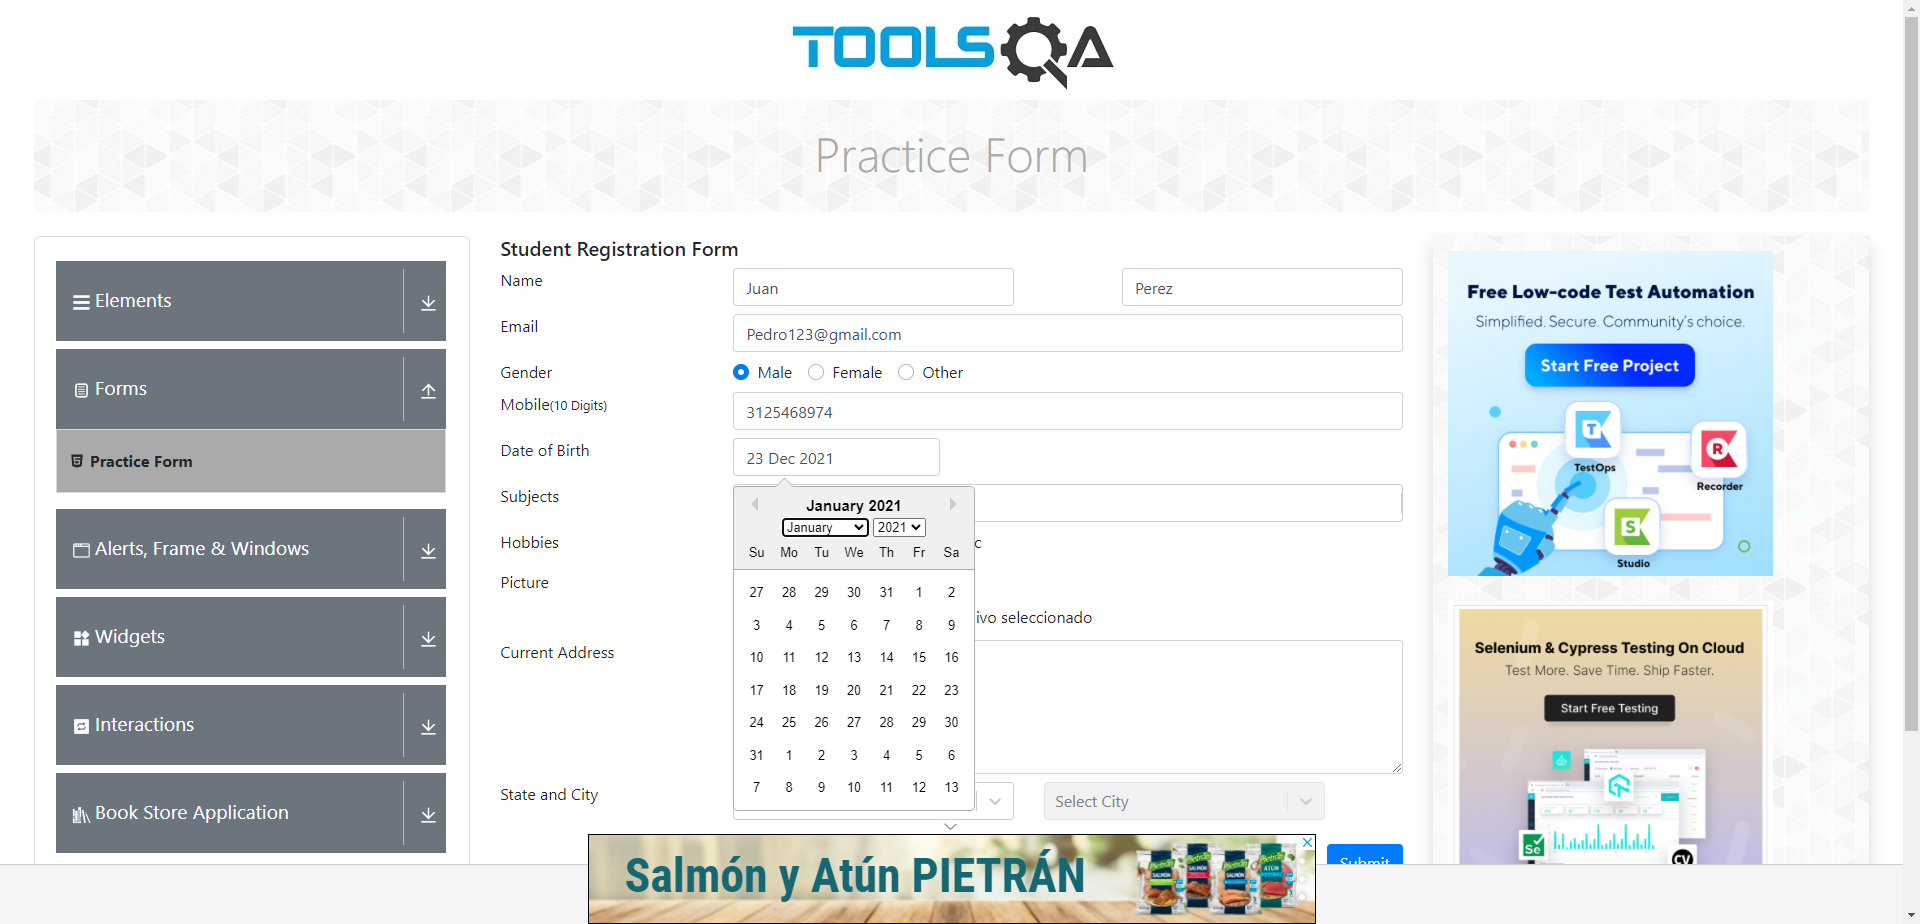 TOOLSQA
Practice Form
Elements
Forms
Practice Form
Alerts, Frame & Windows
Widgets
Interactions
Book Store Application
Student Registration Form
Name
Juan
Perez
Email
Pedro123@gmail.com
Gender
Male
Female
Other
Mobile(10 Digits)
3125468974
Date of Birth
23 Dec 2021
Subjects
January 2021
January
2021
Su Mo Tu We Th Fr Sa
27 28 29 30 31 1 2
3 4 5 6 7 8 9
10 11 12 13 14 15 16
17 18 19 20 21 22 23
24 25 26 27 28 29 30
31 1 2 3 4 5 6
7 8 9 10 11 12 13
Hobbies
c
Picture
ivo seleccionado
Current Address
State and City
Select City
Submit
Free Low-code Test Automation
Simplified. Secure. Community's choice.
Start Free Project
T
TestOps
R
Recorder
S
Studio
Selenium & Cypress Testing On Cloud
Test More. Save Time. Ship Faster.
Start Free Testing
Se
CV
Salmón y Atún PIETRÁN